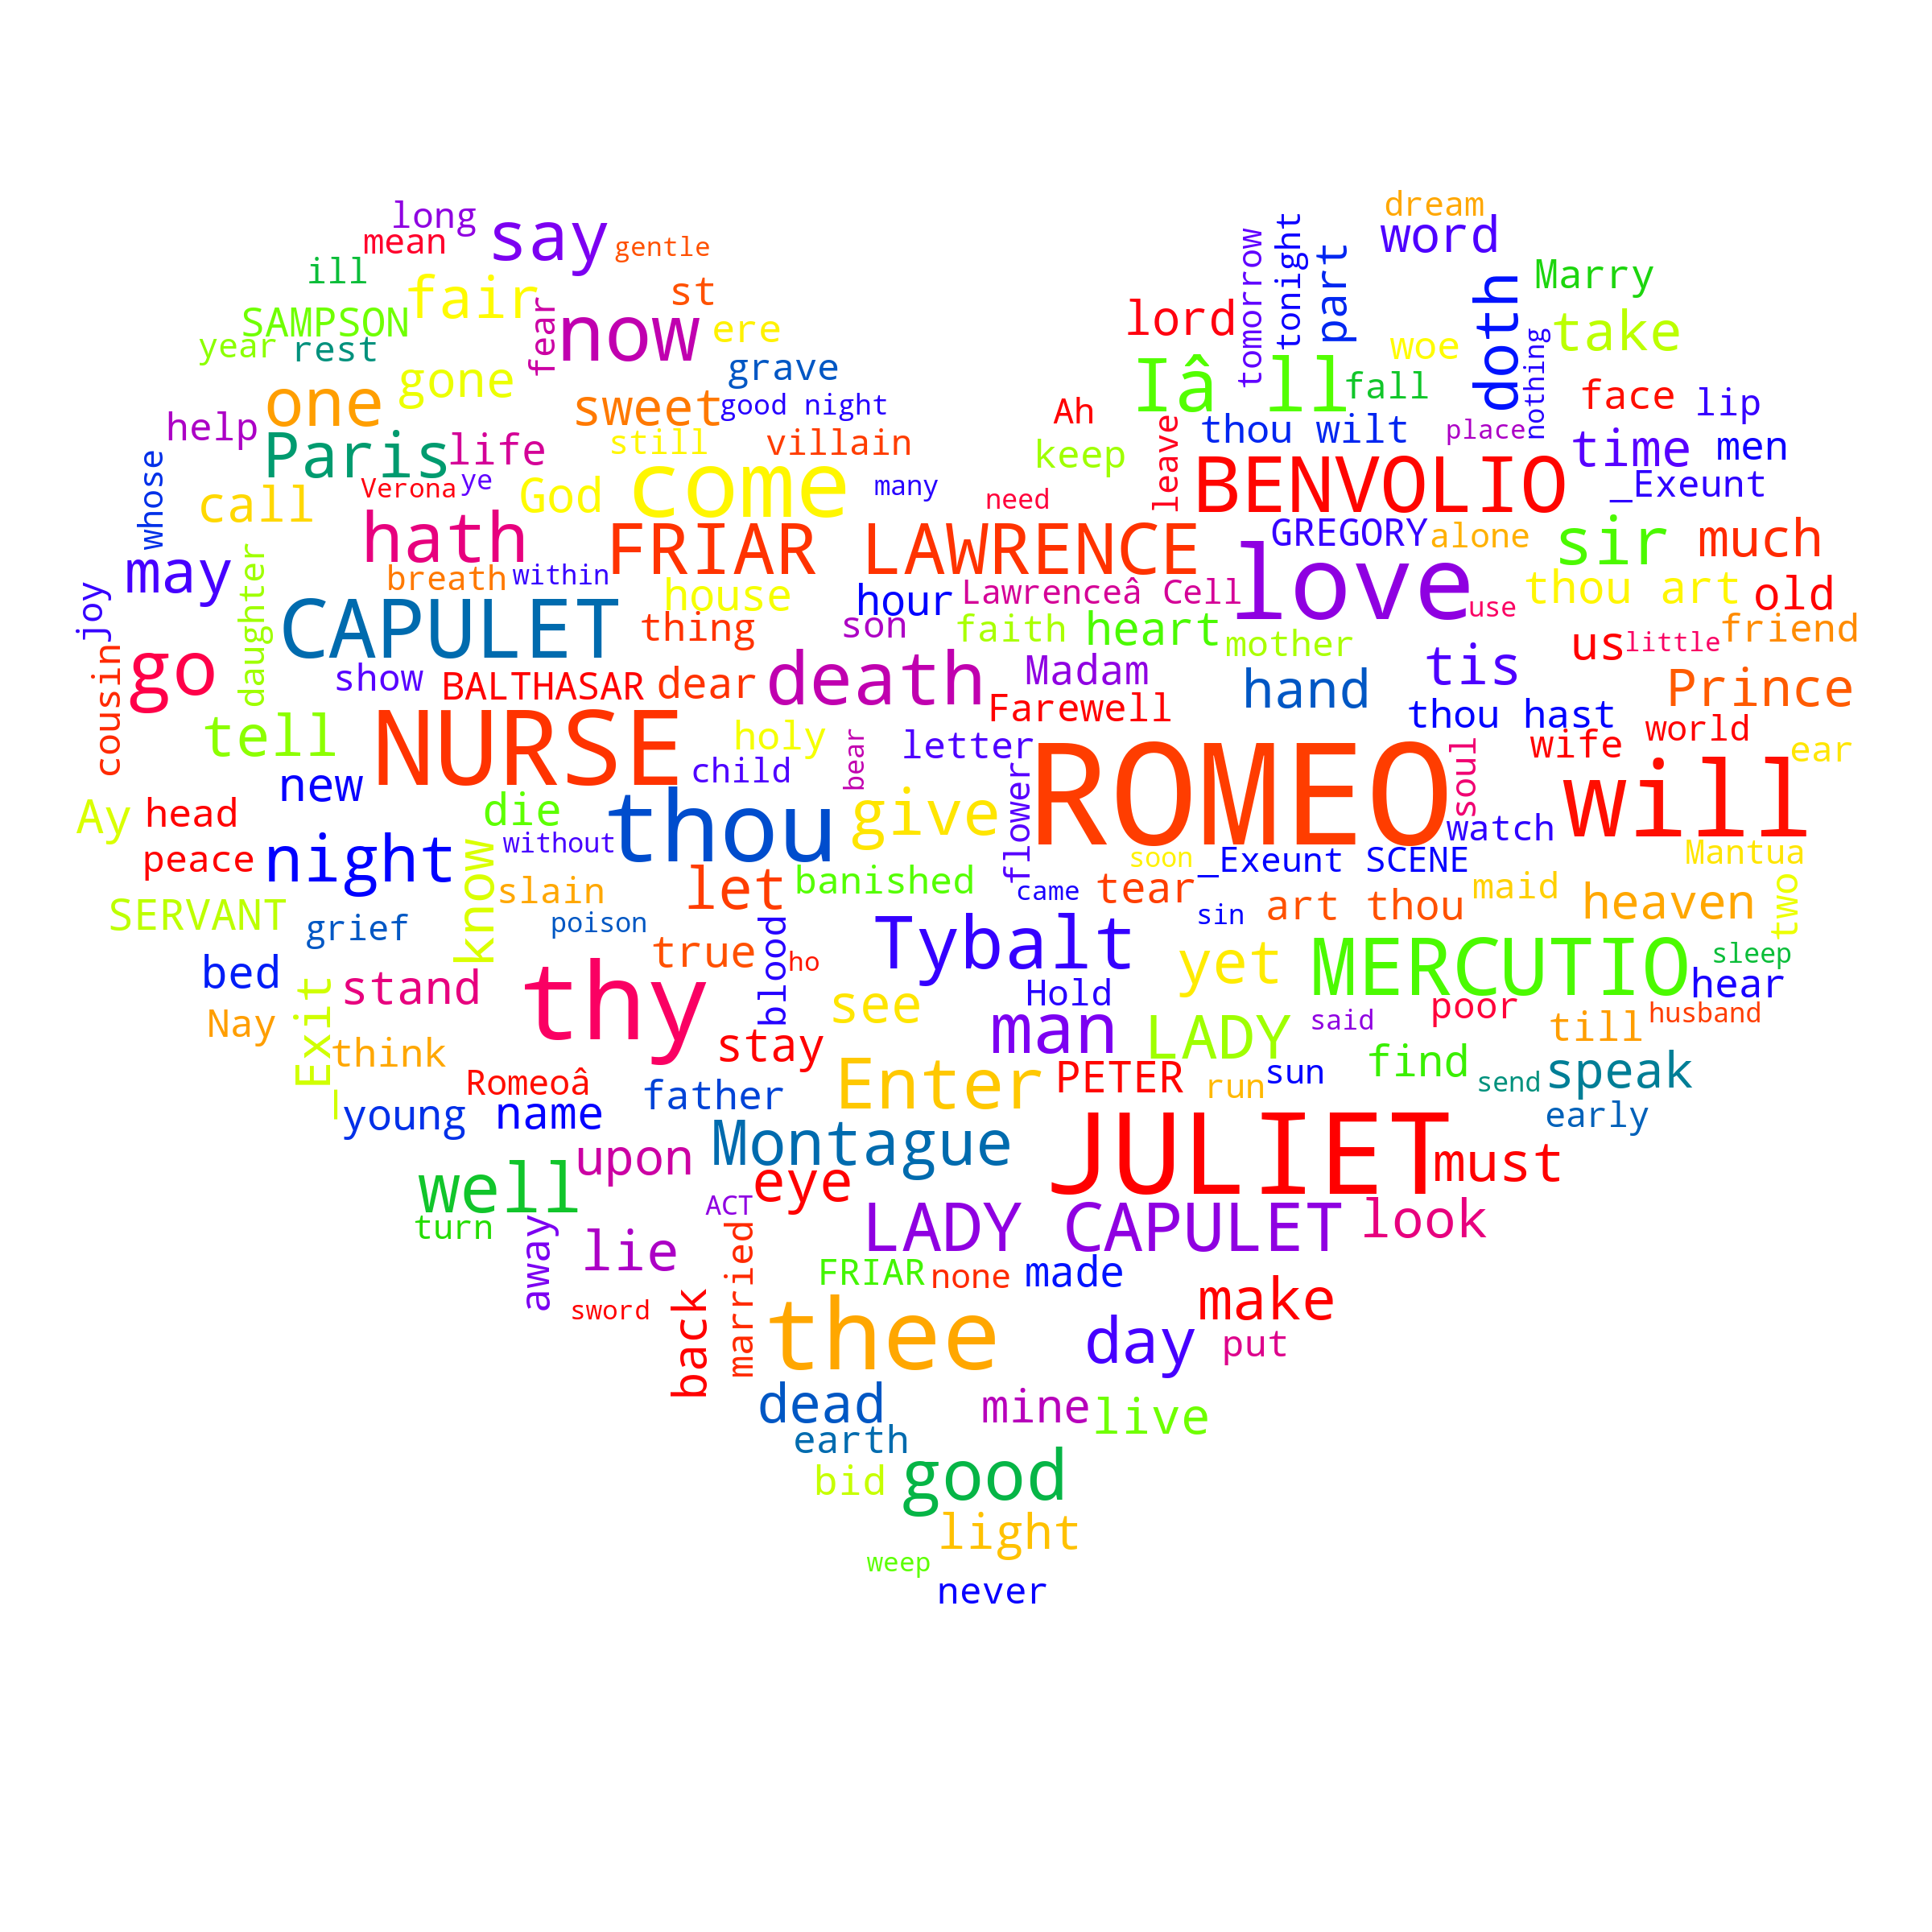 dream
long
word
mean
say
gentle
tomorrow
tonight
part
ill
Marry
fair
st
doth
SAMPSON
fear
now
ere
lord
nothing
take
year
rest
woe
grave
Iâ ll
fall
one
gone
face
lip
sweet
good night
Ah
help
thou wilt
place
Paris
life
still
villain
keep
leave
time
men
whose
Verona
ye
God
come
many
need
BENVOLIO
_Exeunt
call
hath
FRIAR LAWRENCE
GREGORY
alone
sir
much
may
daughter
breath
within
house
hour
Lawrenceâ Cell
love
use
thou art
old
joy
CAPULET
thing
son
faith
heart
mother
us
little
friend
go
cousin
show
BALTHASAR
dear
death
Madam
hand
tis
Prince
Farewell
thou hast
tell
NURSE
holy
bear
letter
soul
wife
world
ear
new
child
flower
ROMEO
will
Ay
head
die
thou
give
watch
peace
night
know
without
soon
_Exeunt SCENE
Mantua
slain
let
banished
came
tear
art thou
maid
heaven
two
SERVANT
grief
poison
sin
bed
true
blood
ho
Tybalt
yet
MERCUTIO
sleep
_Exit
stand
thy
see
Hold
hear
Nay
stay
man
LADY
said
poor
till
husband
think
Romeoâ
father
Enter
PETER
run
sun
find
send
speak
young
name
Montague
early
upon
JULIET
must
well
eye
turn
away
lie
ACT
married
LADY CAPULET
look
FRIAR
none
made
sword
back
thee
make
day
put
dead
mine
live
earth
bid
good
light
weep
never